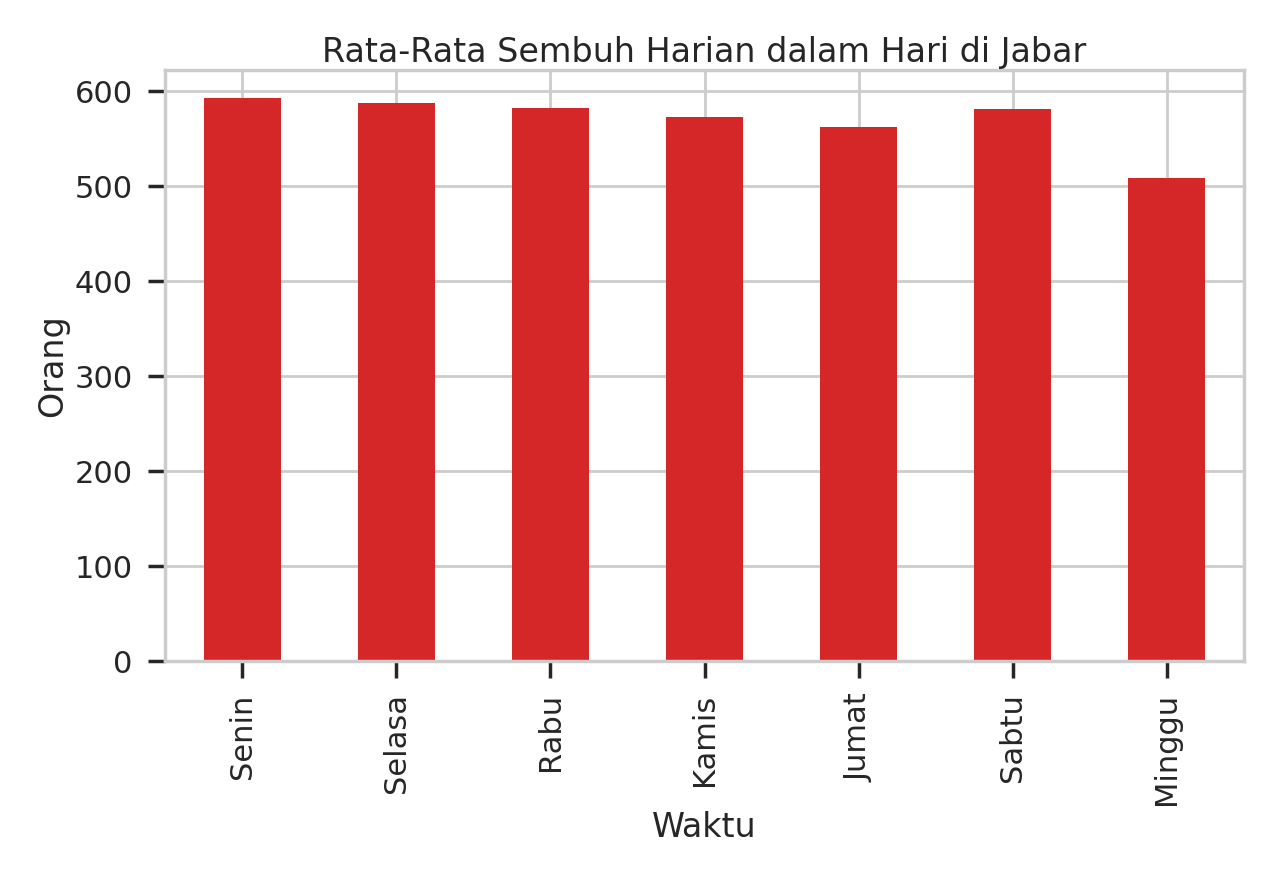 Rata-Rata Sembuh Harian dalam Hari di Jabar
600
500
400
300
200
100
0
Orang
Senin
Selasa
Rabu
Kamis
Jumat
Sabtu
Minggu
Waktu